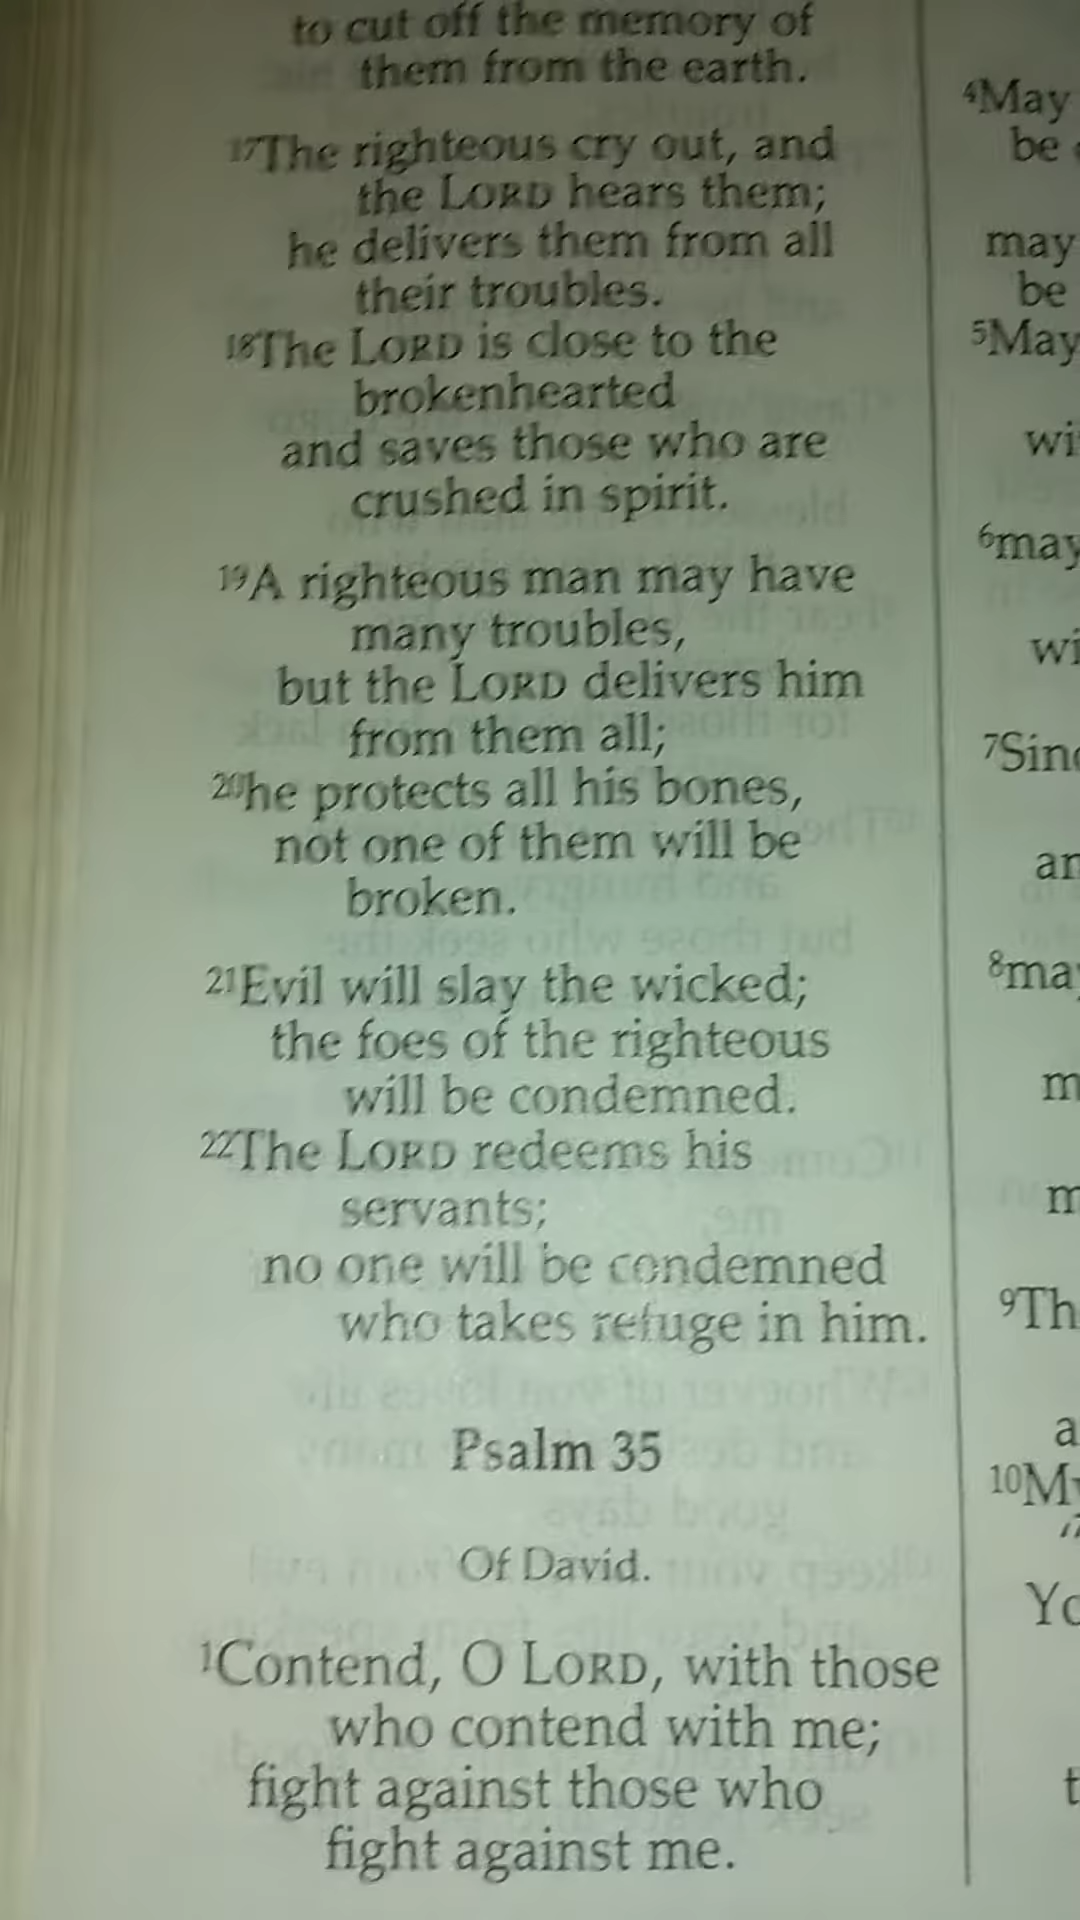 to cut off the memory of
them from the earth.
17The righteous cry out, and
the LORD hears them;
he delivers them from all
their troubles.
18The LORD is close to the
brokenhearted
and saves those who are
crushed in spirit.
19A righteous man may have
many troubles,
but the LORD delivers him
from them all;
20he protects all his bones,
not one of them will be
broken.
21Evil will slay the wicked;
the foes of the righteous
will be condemned.
22The LORD redeems his
servants;
no one will be condemned
who takes refuge in him.
Psalm 35
Of David.
1Contend, O LORD, with those
who contend with me;
fight against those who
fight against me.
4May
be
may
be
5May
6may